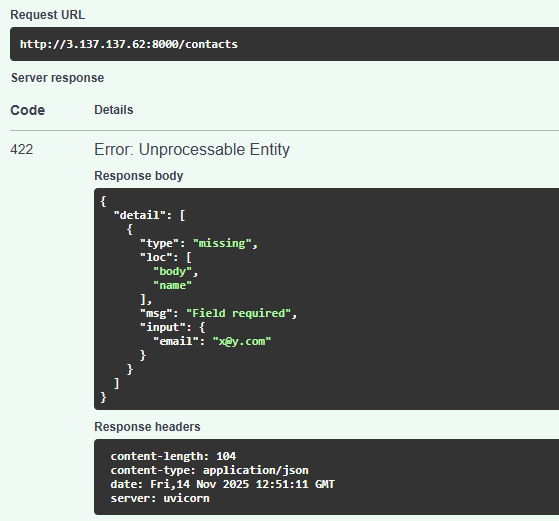 Request URL
http://3.137.137.62:8000/contacts
Server response
Code Details
422 Error: Unprocessable Entity
Response body
{
  "detail": [
    {
      "type": "missing",
      "loc": [
        "body",
        "name"
      ],
      "msg": "Field required",
      "input": {
        "email": "x@y.com"
      }
    }
  ]
}
Response headers
content-length: 104
content-type: application/json
date: Fri,14 Nov 2025 12:51:11 GMT
server: uvicorn